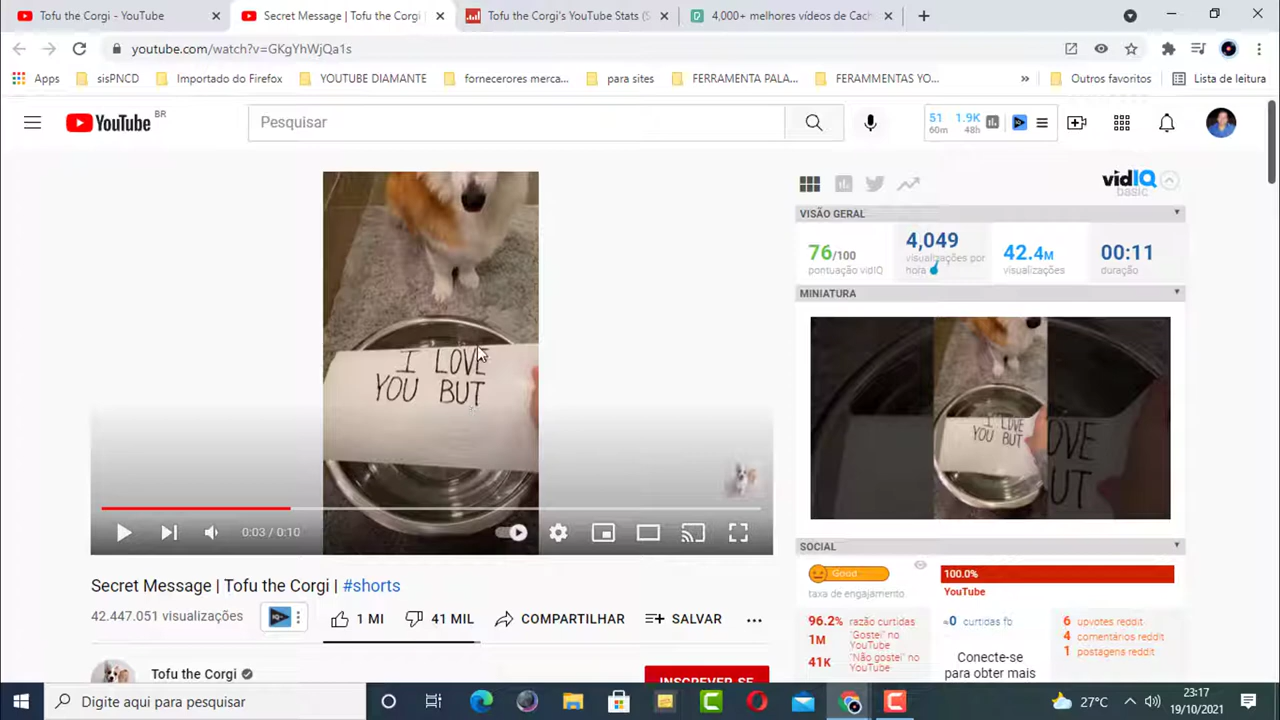 Tofu the Corgi - YouTube
Secret Message | Tofu the Corgi |
Tofu the Corgi's YouTube Stats (S
4,000+ melhores vídeos de Cach
youtube.com/watch?v=GKgYhWjQa1s
Apps
sisPNCD
Importado do Firefox
YOUTUBE DIAMANTE
fornecerores merca...
para sites
FERRAMENTA PALA...
FERAMMENTAS YO...
»
Outros favoritos
Lista de leitura
YouTube BR
Pesquisar
51 1.9K
60m 48h
vidIQ
basic
VISÃO GERAL
76/100
pontuação vidIQ
4,049
visualizações por
hora
42.4M
visualizações
00:11
duração
MINIATURA
I LOVE
YOU BUT
I LOVE
YOU BUT
OVE
UT
0:03 / 0:10
SOCIAL
Good
taxa de engajamento.
100.0%
YouTube
Secret Message | Tofu the Corgi | #shorts
42.447.051 visualizações
1 MI
41 MIL
COMPARTILHAR
SALVAR
96.2% razão curtidas
1M "Gostei" no
YouTube
41K "Não gostei" no
YouTube
≈0 curtidas fb
Conecte-se
para obter mais
6 upvotes reddit
4 comentários reddit
1 postagens reddit
Tofu the Corgi
INSCREVER-SE
Digite aqui para pesquisar
27°C
23:17
19/10/2021